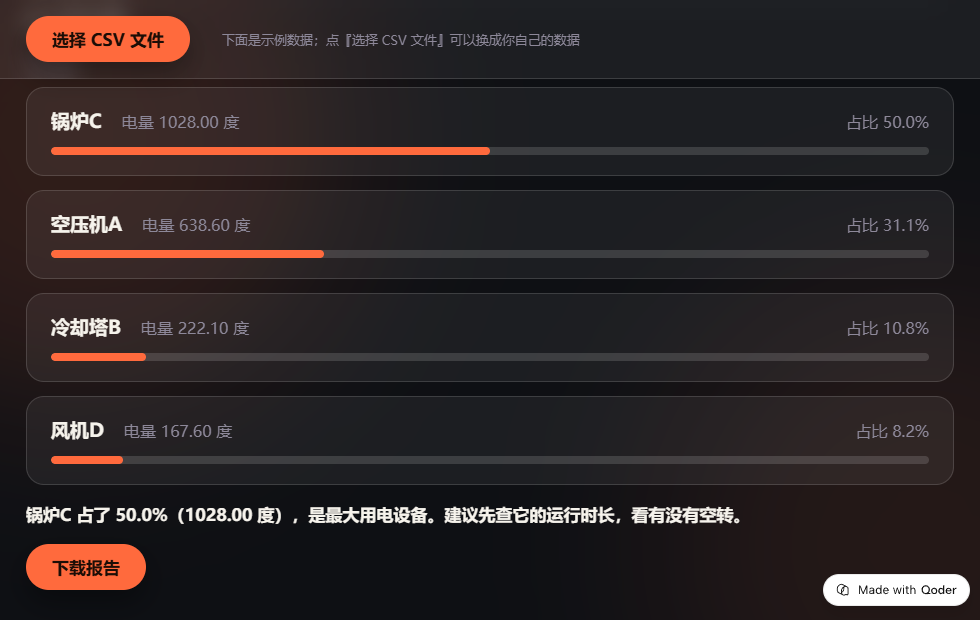 选择 CSV 文件
下面是示例数据；点『选择 CSV 文件』可以换成你自己的数据
锅炉C 电量 1028.00 度 占比 50.0%
空压机A 电量 638.60 度 占比 31.1%
冷却塔B 电量 222.10 度 占比 10.8%
风机D 电量 167.60 度 占比 8.2%
锅炉C 占了 50.0%（1028.00 度），是最大用电设备。建议先查它的运行时长，看有没有空转。
下载报告
Made with Qoder